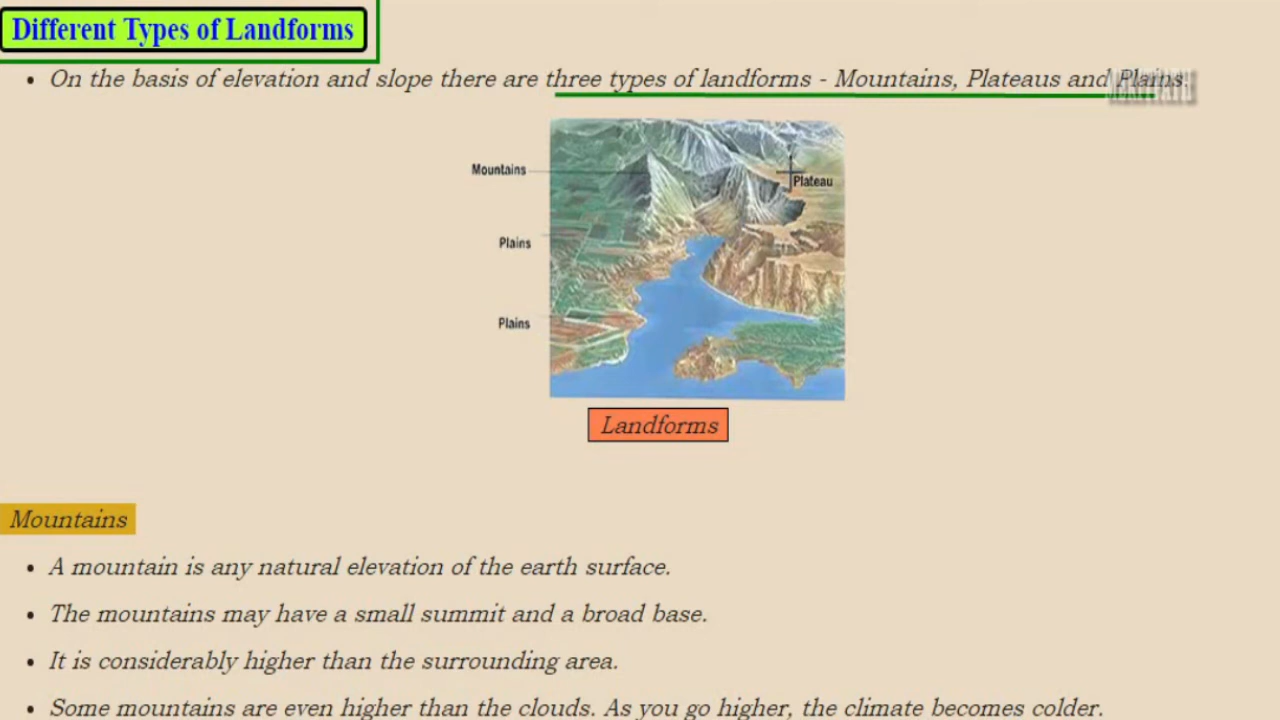 Different Types of Landforms
• On the basis of elevation and slope there are three types of landforms - Mountains, Plateaus and Plains.
Mountains
Plateau
Plains
Plains
Landforms
Mountains
• A mountain is any natural elevation of the earth surface.
• The mountains may have a small summit and a broad base.
• It is considerably higher than the surrounding area.
• Some mountains are even higher than the clouds. As you go higher, the climate becomes colder.